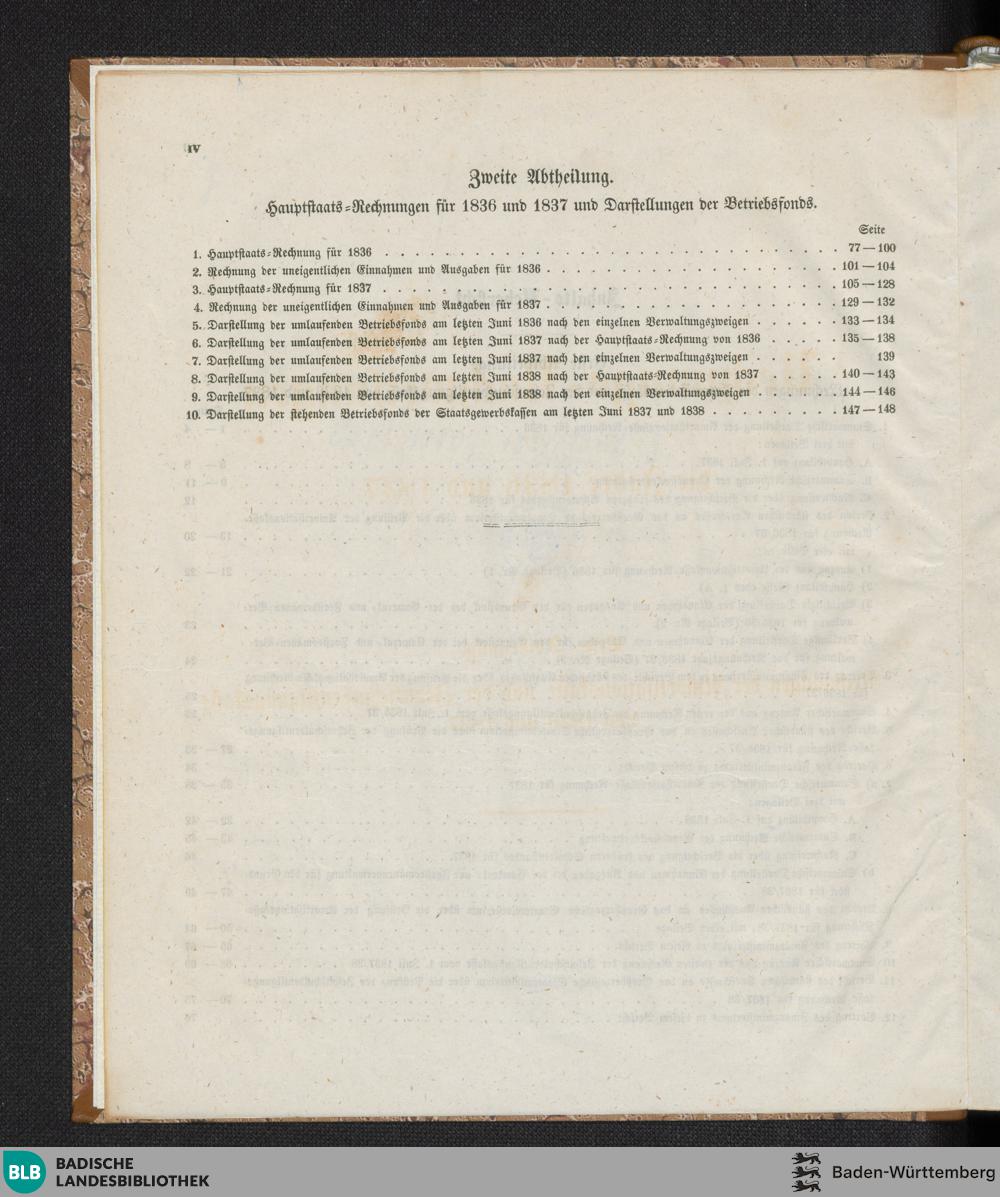 IV
Zweite Abtheilung.
Hauptstaats-Rechnungen für 1836 und 1837 und Darstellungen der Betriebsfonds.
Seite
1. Hauptstaats-Rechnung für 1836 . . . . . . . . . . 77—100
2. Rechnung der uneigentlichen Einnahmen und Ausgaben für 1836 . . . . . . . . . . 101—104
3. Hauptstaats-Rechnung für 1837 . . . . . . . . . . 105—128
4. Rechnung der uneigentlichen Einnahmen und Ausgaben für 1837 . . . . . . . . . . 129—132
5. Darstellung der umlaufenden Betriebsfonds am letzten Juni 1836 nach den einzelnen Verwaltungszweigen . . . . . . 133—134
6. Darstellung der umlaufenden Betriebsfonds am letzten Juni 1837 nach der Hauptstaats-Rechnung von 1836 . . . . . 135—138
7. Darstellung der umlaufenden Betriebsfonds am letzten Juni 1837 nach den einzelnen Verwaltungszweigen . . . . . . 139
8. Darstellung der umlaufenden Betriebsfonds am letzten Juni 1838 nach der Hauptstaats-Rechnung von 1837 . . . . . . 140—143
9. Darstellung der umlaufenden Betriebsfonds am letzten Juni 1838 nach den einzelnen Verwaltungszweigen . . . . . . 144—146
10. Darstellung der stehenden Betriebsfonds der Staatsgewerbskassen am letzten Juni 1837 und 1838 . . . . . . . . . 147—148
BLB
BADISCHE
LANDESBIBLIOTHEK
Baden-Württemberg